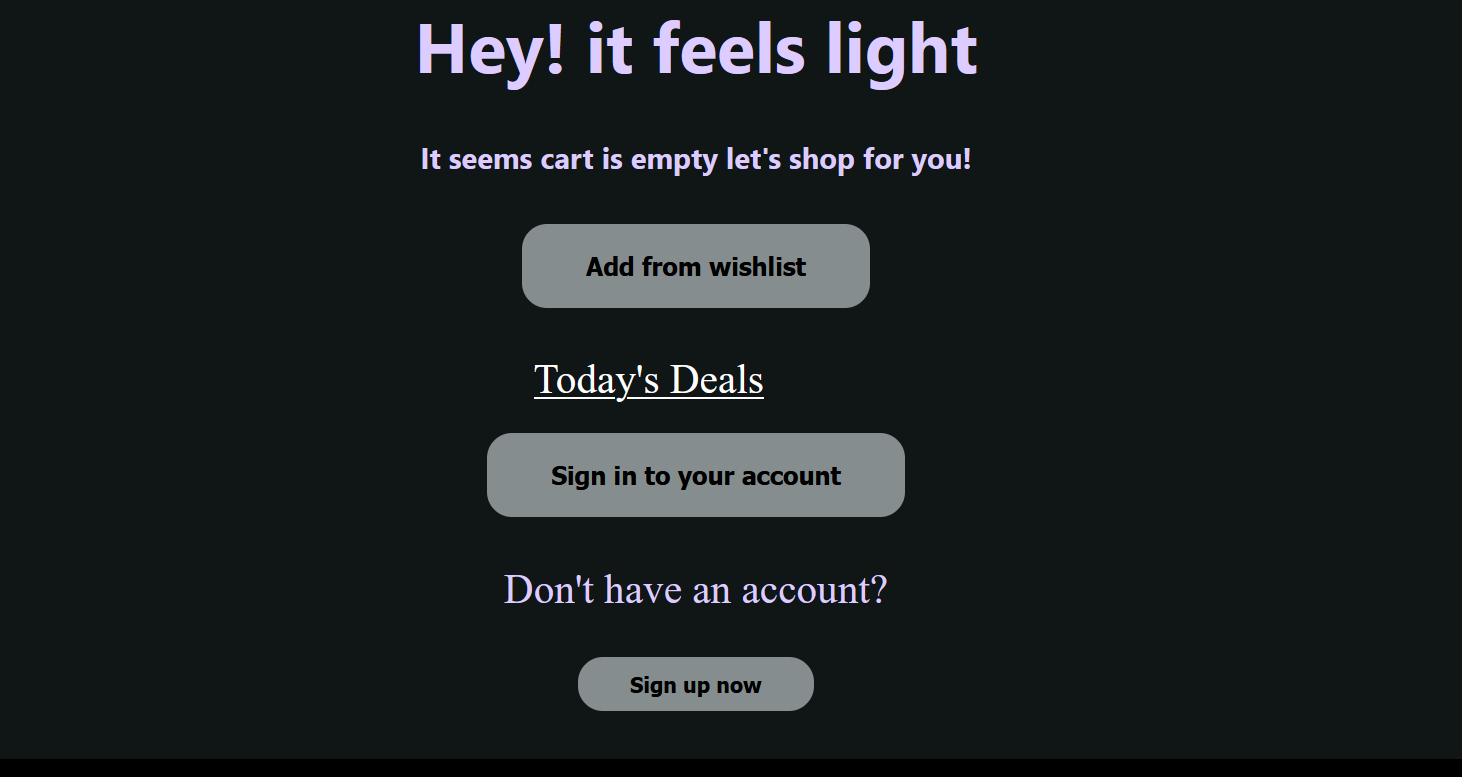 Hey! it feels light
It seems cart is empty let's shop for you!
Add from wishlist
Today's Deals
Sign in to your account
Don't have an account?
Sign up now